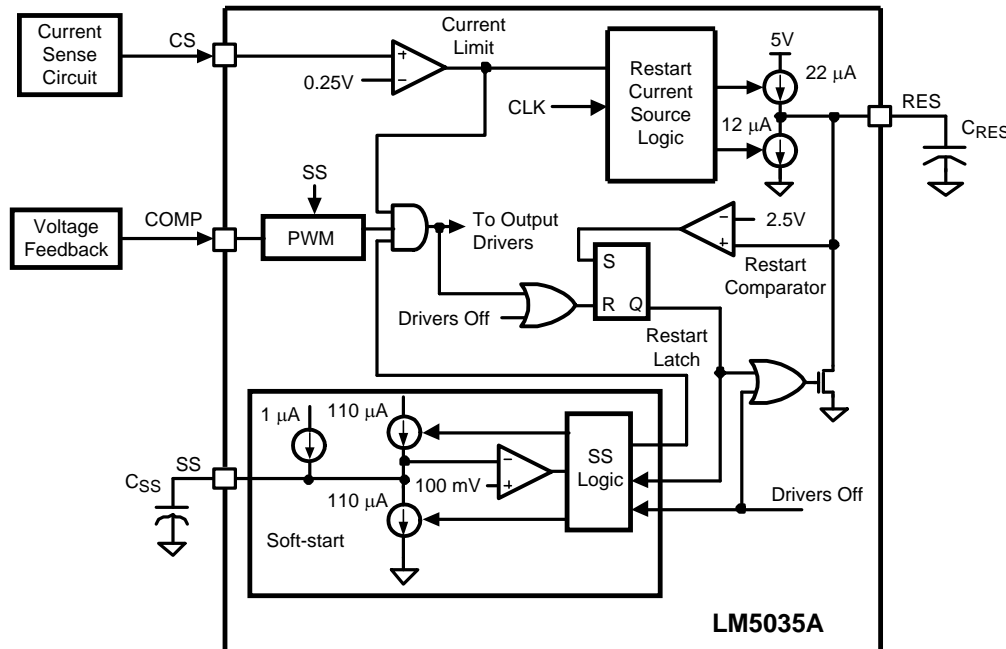 Current
Sense
Circuit
CS
0.25V
Current
Limit
CLK
Restart
Current
Source
Logic
5V
22 μA
12 μA
RES
CRES
Voltage
Feedback
COMP
SS
PWM
To Output
Drivers
2.5V
Restart
Comparator
S
R
Q
Drivers Off
Restart
Latch
1 μA
110 μA
SS
CSS
100 mV
110 μA
SS
Logic
Drivers Off
Soft-start
LM5035A